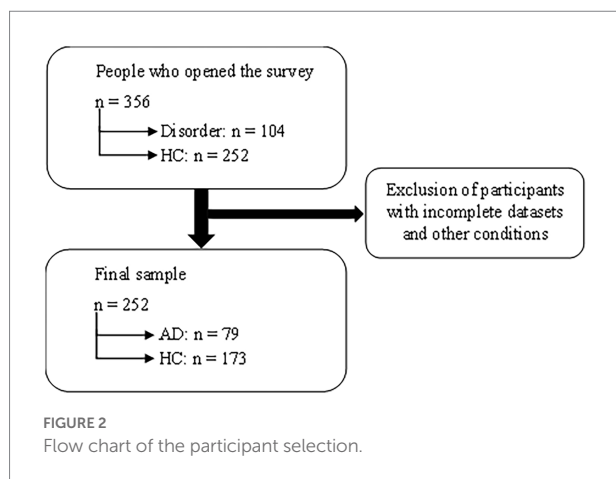 People who opened the survey
n = 356
Disorder: n = 104
HC: n = 252
Exclusion of participants
with incomplete datasets
and other conditions
Final sample
n = 252
AD: n = 79
HC: n = 173
FIGURE 2
Flow chart of the participant selection.